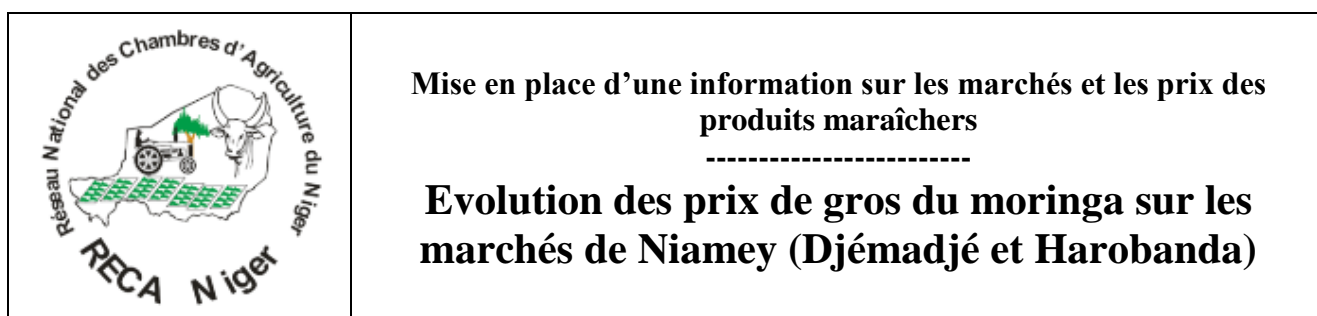 Réseau National des Chambres d'Agriculture du Niger
RECA Niger
Mise en place d'une information sur les marchés et les prix des
produits maraîchers
-------------------------
Evolution des prix de gros du moringa sur les
marchés de Niamey (Djémadjé et Harobanda)